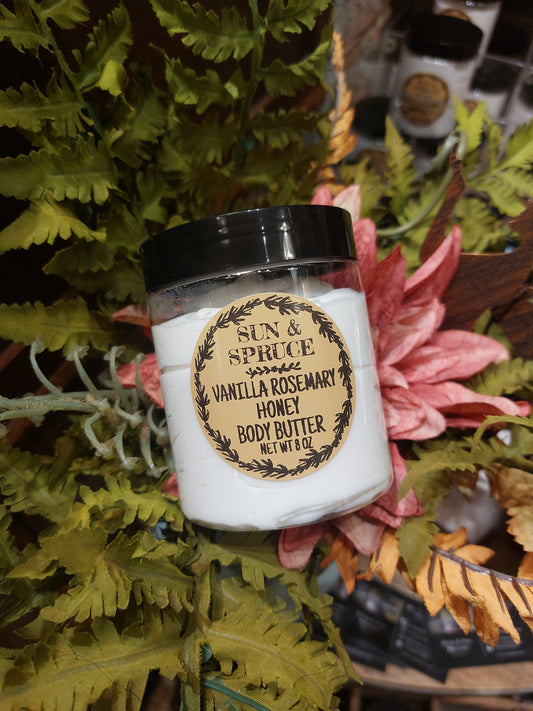 SUN &
SPRUCE
VANILLA ROSEMARY
HONEY
BODY BUTTER
NET WT 8 OZ